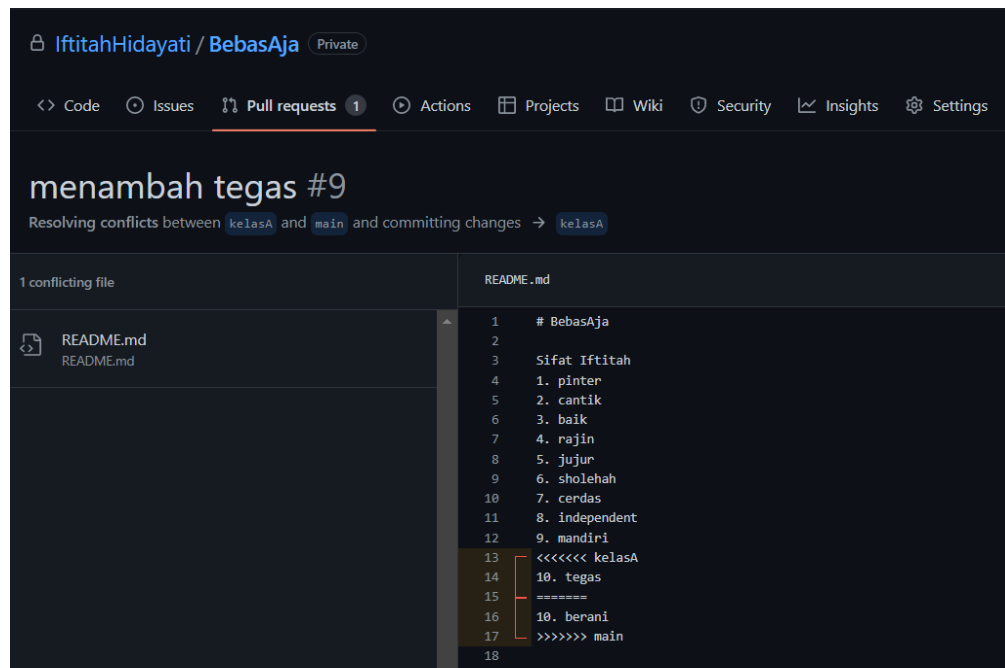 IftitahHidayati / BebasAja Private
<> Code Issues Pull requests 1 Actions Projects Wiki Security Insights Settings
menambah tegas #9
Resolving conflicts between kelasA and main and committing changes → kelasA
1 conflicting file
README.md
README.md
README.md
1 # BebasAja
2
3 Sifat Iftitah
4 1. pinter
5 2. cantik
6 3. baik
7 4. rajin
8 5. jujur
9 6. sholehah
10 7. cerdas
11 8. independent
12 9. mandiri
13 <<<<<<< kelasA
14 10. tegas
15 =======
16 10. berani
17 >>>>>>> main
18